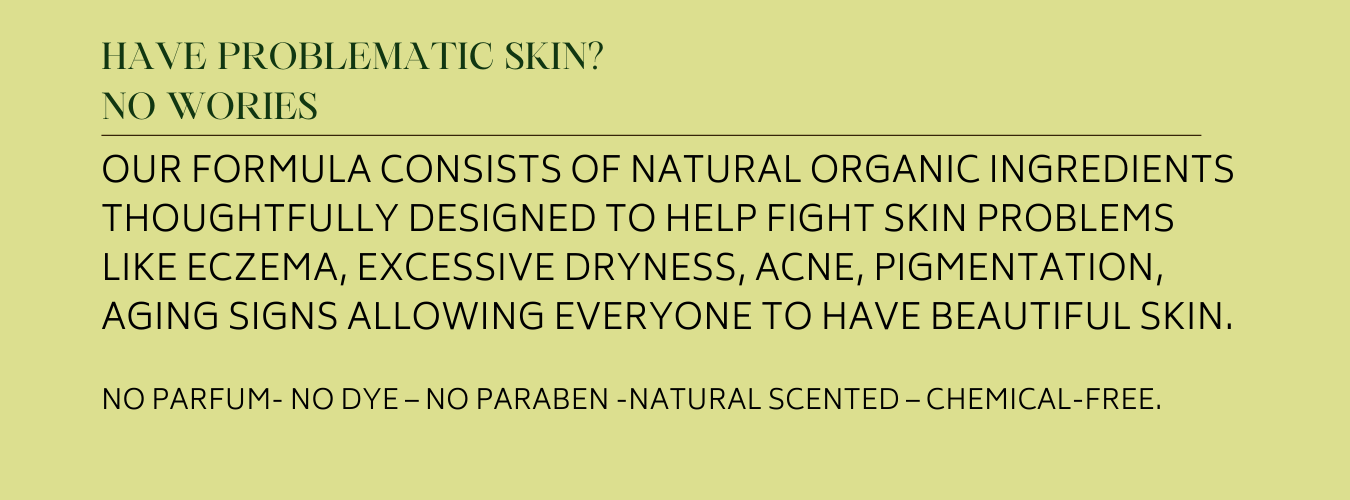 HAVE PROBLEMATIC SKIN?
NO WORIES
OUR FORMULA CONSISTS OF NATURAL ORGANIC INGREDIENTS
THOUGHTFULLY DESIGNED TO HELP FIGHT SKIN PROBLEMS
LIKE ECZEMA, EXCESSIVE DRYNESS, ACNE, PIGMENTATION,
AGING SIGNS ALLOWING EVERYONE TO HAVE BEAUTIFUL SKIN.
NO PARFUM- NO DYE – NO PARABEN -NATURAL SCENTED – CHEMICAL-FREE.